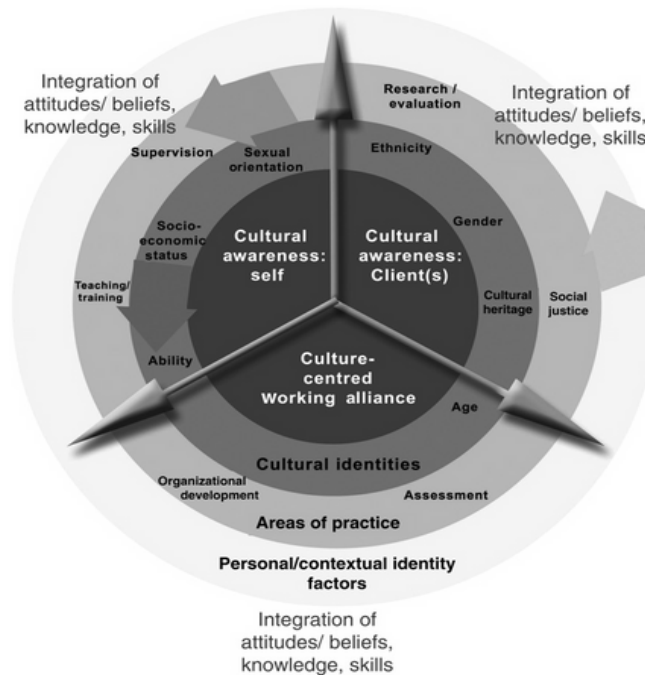 Integration of
attitudes/ beliefs,
knowledge, skills
Integration of
attitudes/ beliefs,
knowledge, skills
Research /
evaluation
Supervision
Sexual
orientation
Ethnicity
Socio-
economic
status
Gender
Cultural
awareness:
self
Cultural
awareness:
Client(s)
Teaching/
training
Cultural
heritage
Social
justice
Ability
Culture-
centred
Working alliance
Age
Cultural identities
Organizational
development
Assessment
Areas of practice
Personal/contextual identity
factors
Integration of
attitudes/ beliefs,
knowledge, skills